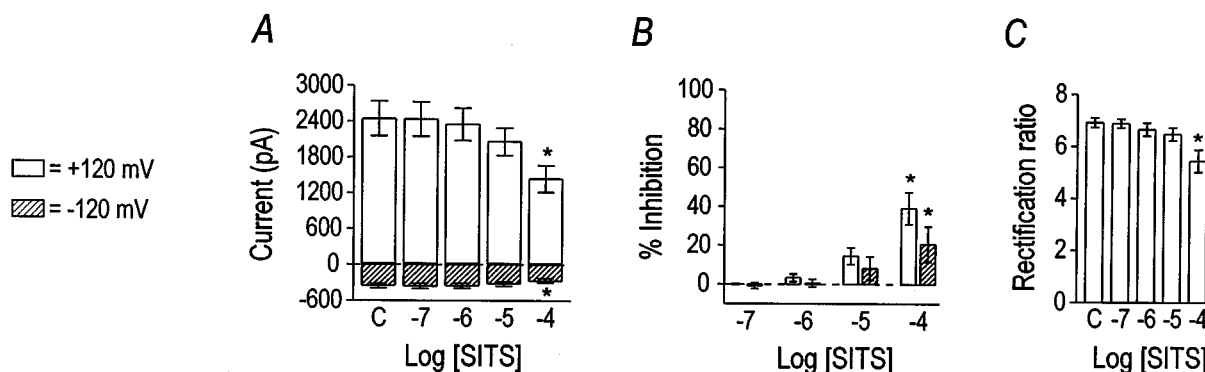 A
B
C
= +120 mV
= -120 mV
Current (pA)
3000
2400
1800
1200
600
0
-600
*
*
C -7 -6 -5 -4
Log [SITS]
% Inhibition
100
80
60
40
20
0
*
*
-7 -6 -5 -4
Log [SITS]
Rectification ratio
8
6
4
2
0
*
C -7 -6 -5 -4
Log [SITS]